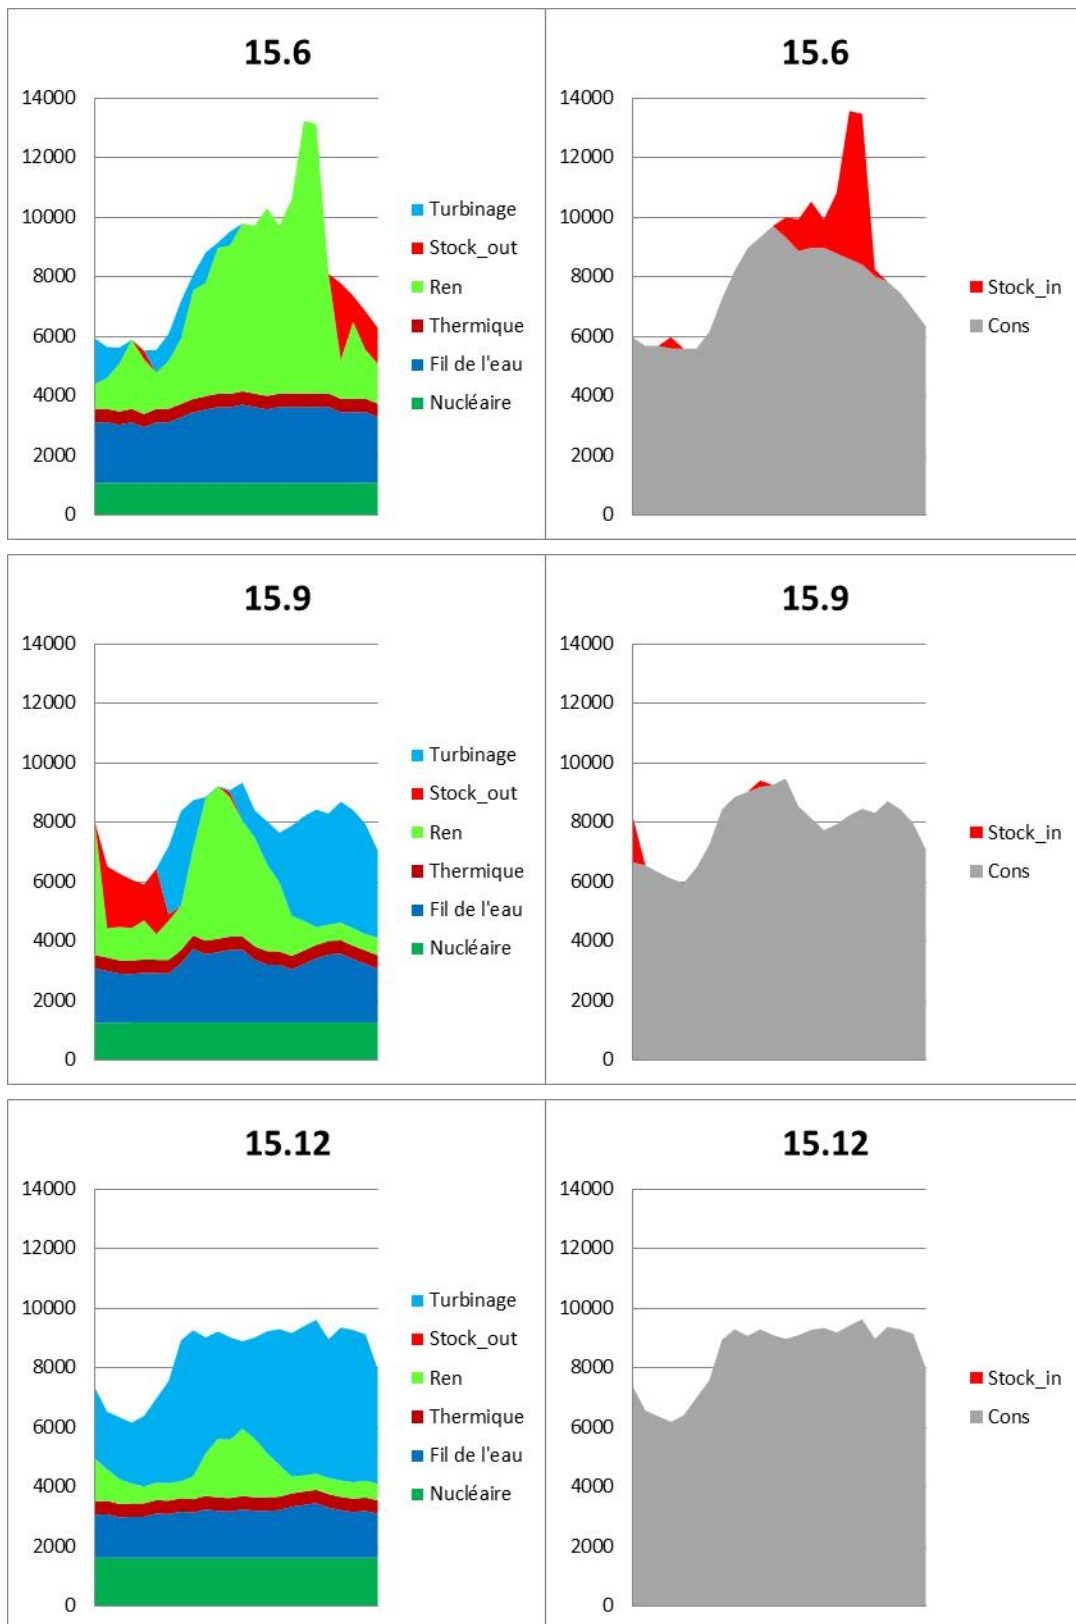 15.6
14000
12000
10000
8000
6000
4000
2000
0
Turbinage
Stock_out
Ren
Thermique
Fil de l'eau
Nucléaire
15.6
14000
12000
10000
8000
6000
4000
2000
0
Stock_in
Cons
15.9
14000
12000
10000
8000
6000
4000
2000
0
Turbinage
Stock_out
Ren
Thermique
Fil de l'eau
Nucléaire
15.9
14000
12000
10000
8000
6000
4000
2000
0
Stock_in
Cons
15.12
14000
12000
10000
8000
6000
4000
2000
0
Turbinage
Stock_out
Ren
Thermique
Fil de l'eau
Nucléaire
15.12
14000
12000
10000
8000
6000
4000
2000
0
Stock_in
Cons